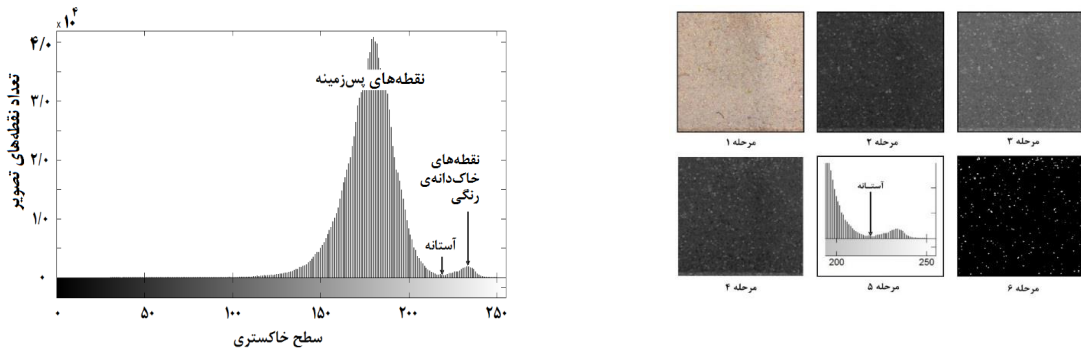 ×۱۰^۴
۴/۰
۳/۰
۲/۰
۱/۰
۰
تعداد نقطه‌های تصویر
نقطه‌های پس‌زمینه
نقطه‌های
خاک‌دانه‌ی
رنگی
آستانه
۰
۵۰
۱۰۰
۱۵۰
۲۰۰
۲۵۰
سطح خاکستری
مرحله ۱
مرحله ۲
مرحله ۳
آستانه
200
250
مرحله ۴
مرحله ۵
مرحله ۶